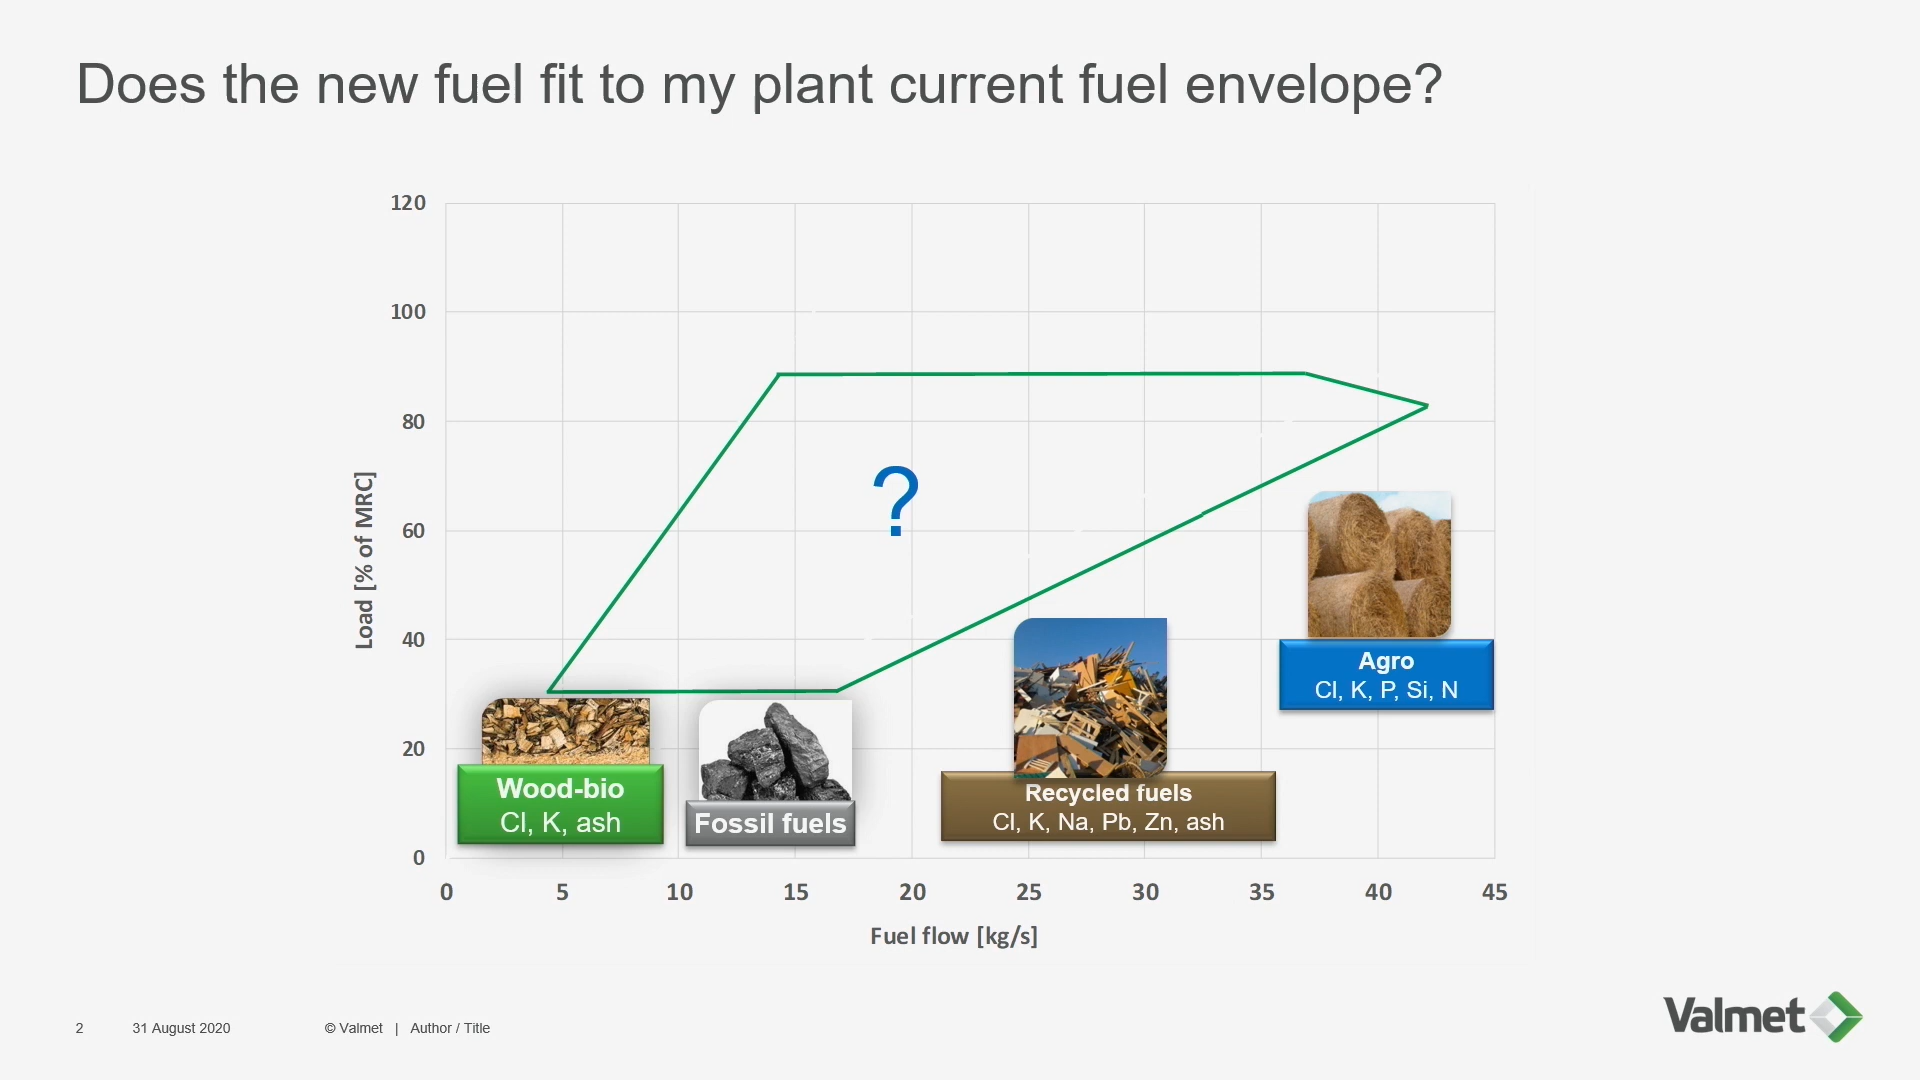 Does the new fuel fit to my plant current fuel envelope?
120
100
80
60
40
20
0
Load [% of MRC]
?
Wood-bio
Cl, K, ash
Fossil fuels
Recycled fuels
Cl, K, Na, Pb, Zn, ash
Agro
Cl, K, P, Si, N
0 5 10 15 20 25 30 35 40 45
Fuel flow [kg/s]
2 31 August 2020 © Valmet | Author / Title
Valmet